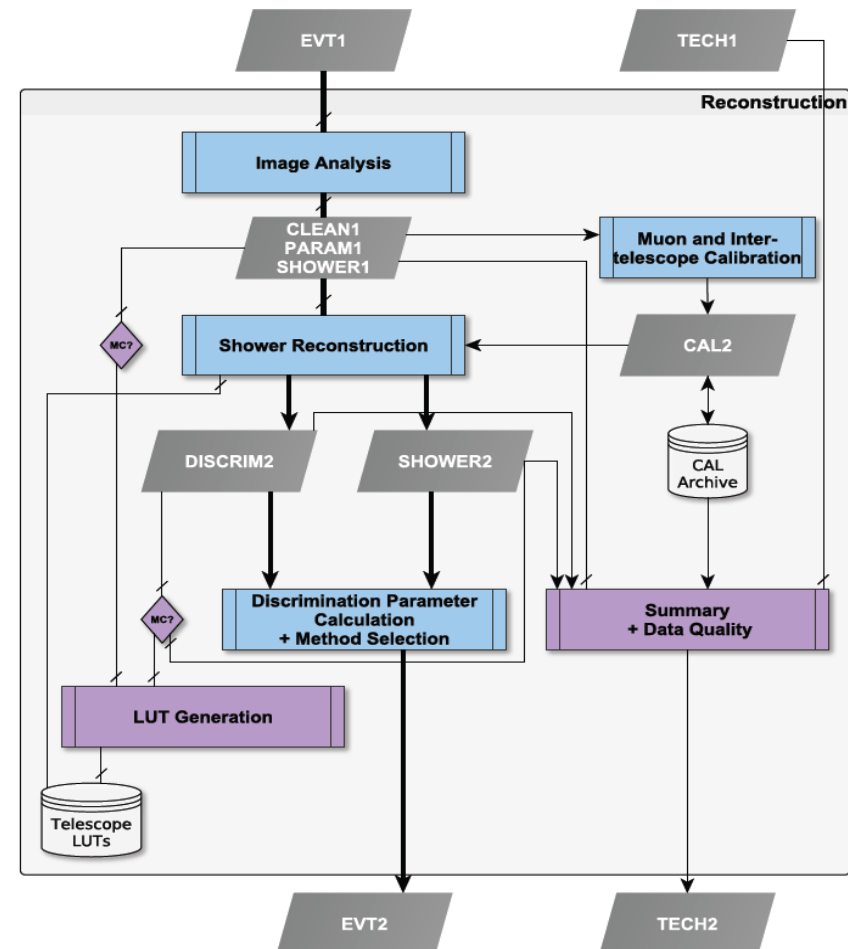 EVT1
TECH1
Reconstruction
Image Analysis
CLEAN1
PARAM1
SHOWER1
Muon and Inter-
telescope Calibration
MC?
Shower Reconstruction
CAL2
DISCRIM2
SHOWER2
CAL
Archive
MC?
Discrimination Parameter
Calculation
+ Method Selection
Summary
+ Data Quality
LUT Generation
Telescope
LUTs
EVT2
TECH2